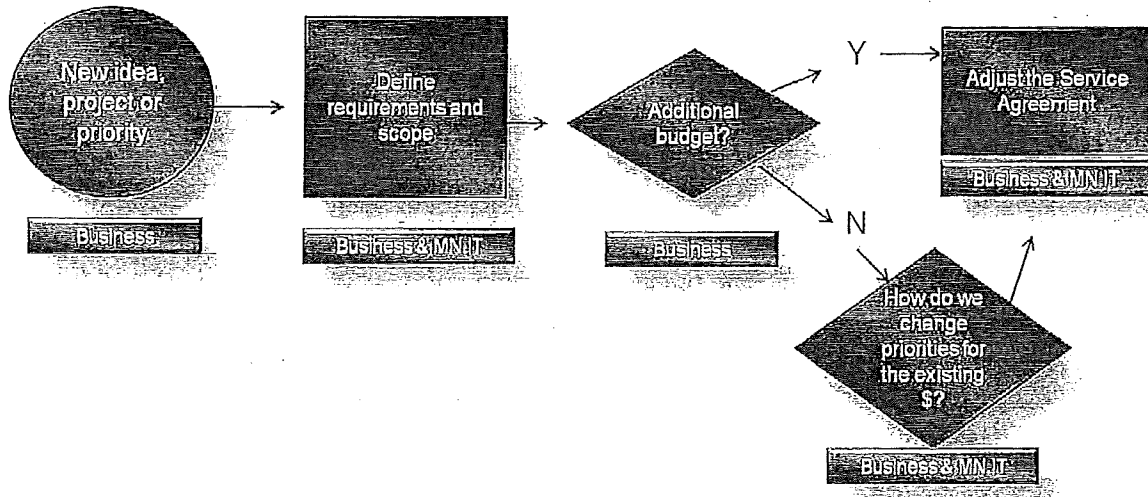 New idea,
project or
priority
Business
Define
requirements and
scope
Business & MN.IT
Additional
budget?
Business
Y
N
Adjust the Service
Agreement
Business & MN.IT
How do we
change
priorities for
the existing
$?
Business & MN.IT